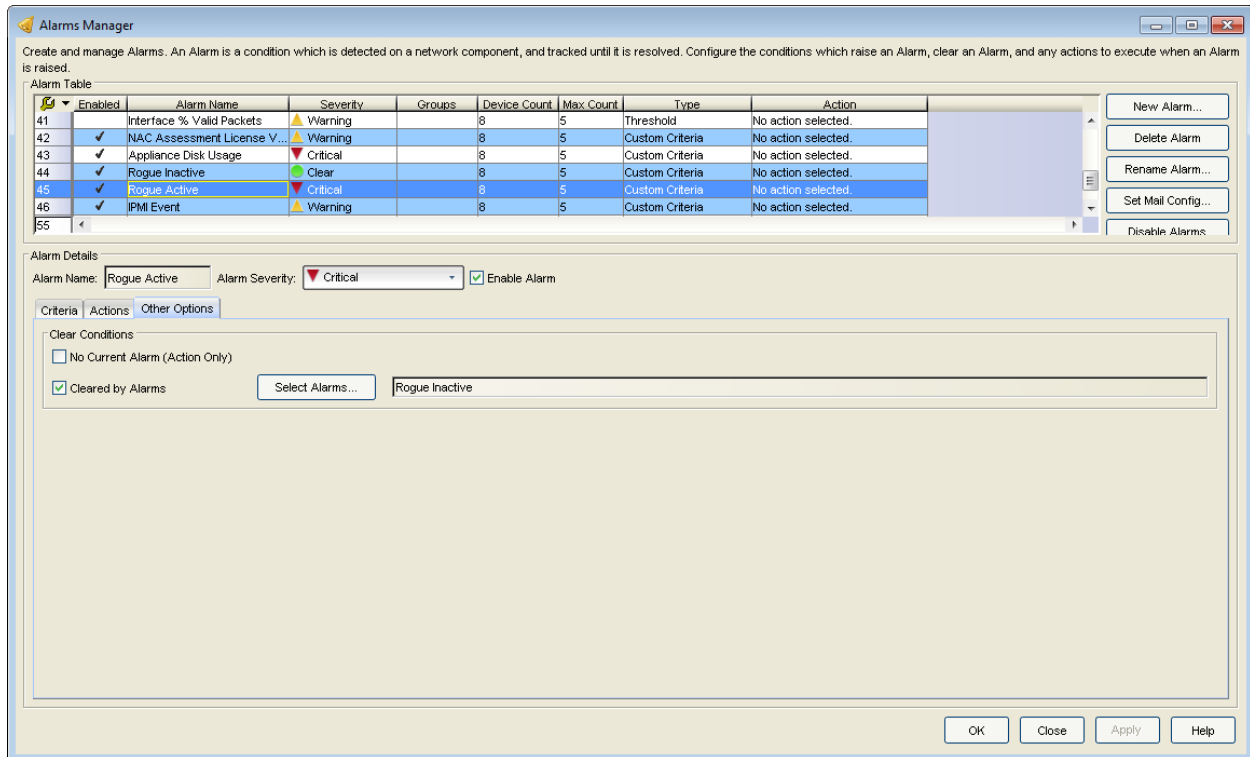 Alarms Manager
Create and manage Alarms. An Alarm is a condition which is detected on a network component, and tracked until it is resolved. Configure the conditions which raise an Alarm, clear an Alarm, and any actions to execute when an Alarm
is raised.
Alarm Table
Enabled Alarm Name Severity Groups Device Count Max Count Type Action
41 Interface % Valid Packets Warning 8 5 Threshold No action selected.
42 ✓ NAC Assessment License V... Warning 8 5 Custom Criteria No action selected.
43 ✓ Appliance Disk Usage Critical 8 5 Custom Criteria No action selected.
44 ✓ Rogue Inactive Clear 8 5 Custom Criteria No action selected.
45 ✓ Rogue Active Critical 8 5 Custom Criteria No action selected.
46 ✓ IPMI Event Warning 8 5 Custom Criteria No action selected.
55
New Alarm...
Delete Alarm
Rename Alarm...
Set Mail Config...
Disable Alarms
Alarm Details
Alarm Name: Rogue Active Alarm Severity: Critical Enable Alarm
Criteria Actions Other Options
Clear Conditions
No Current Alarm (Action Only)
Cleared by Alarms Select Alarms... Rogue Inactive
OK Close Apply Help